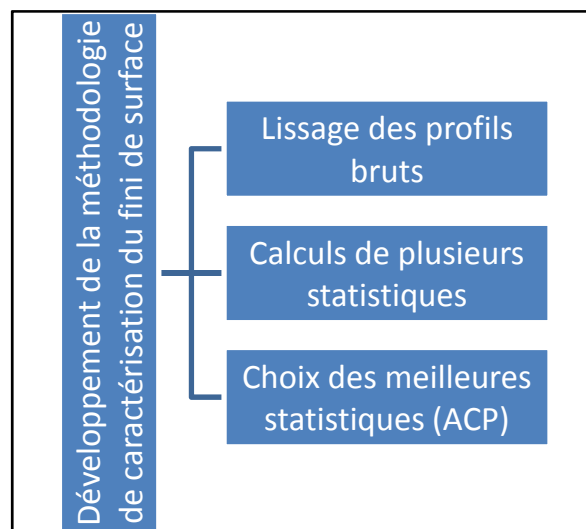 Développement de la méthodologie
de caractérisation du fini de surface
Lissage des profils
bruts
Calculs de plusieurs
statistiques
Choix des meilleures
statistiques (ACP)